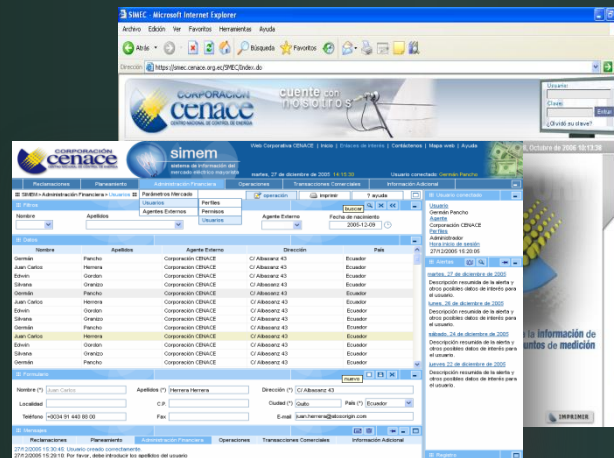 SIMEC - Microsoft Internet Explorer
Archivo Edición Ver Favoritos Herramientas Ayuda
Atrás Búsqueda Favoritos
Dirección https://simec.cenace.org.ec/SIMEC/Index.do
CORPORACIÓN
cenace
CENTRO NACIONAL DE CONTROL DE ENERGÍA
cuente con
nosotros
Usuario:
Clave:
Entrar
¿Olvidó su clave?
Octubre de 2006 10:13:38
CORPORACIÓN
cenace
simem
sistema de información del
mercado eléctrico mayorista
Web Corporativa CENACE | Inicio | Enlaces de interés | Contáctenos | Mapa web | Ayuda
martes, 27 de diciembre de 2005 14:15:30
Usuario conectado: Germán Pancho
Reclamaciones Planeamiento Administración Financiera Operaciones Transacciones Comerciales Información Adicional
SIMEM>Administración Financiera>Usuarios
Parámetros Mercado
Usuarios
Agentes Externos
Perfiles
Permisos
Usuarios
operación imprimir ? ayuda
Filtros
buscar
Nombre Apellidos Agente Externo Fecha de nacimiento
2005-12-09
Datos
Nombre Apellidos Agente Externo Dirección País
Germán Pancho Corporación CENACE C/ Albasanz 43 Ecuador
Juan Carlos Herrera Corporación CENACE C/ Albasanz 43 Ecuador
Edwin Gordon Corporación CENACE C/ Albasanz 43 Ecuador
Silvana Granizo Corporación CENACE C/ Albasanz 43 Ecuador
Germán Pancho Corporación CENACE C/ Albasanz 43 Ecuador
Juan Carlos Herrera Corporación CENACE C/ Albasanz 43 Ecuador
Edwin Gordon Corporación CENACE C/ Albasanz 43 Ecuador
Silvana Granizo Corporación CENACE C/ Albasanz 43 Ecuador
Germán Pancho Corporación CENACE C/ Albasanz 43 Ecuador
Juan Carlos Herrera Corporación CENACE C/ Albasanz 43 Ecuador
Edwin Gordon Corporación CENACE C/ Albasanz 43 Ecuador
Silvana Granizo Corporación CENACE C/ Albasanz 43 Ecuador
Germán Pancho Corporación CENACE C/ Albasanz 43 Ecuador
Formulario
nuevo
Nombre (*) Juan Carlos Apellidos (*) Herrera Herrera Dirección (*) C/ Albasanz 43
Localidad C.P. Ciudad (*) Quito País (*) Ecuador
Teléfono +0034 91 440 88 00 Fax E-mail juan.herrera@atosorigin.com
Mensajes
Reclamaciones Planeamiento Administración Financiera Operaciones Transacciones Comerciales Información Adicional
27/12/2005 15:30:45: Usuario creado correctamente
27/12/2005 15:29:10: Por favor, debe introducir los apellidos del usuario
Usuario conectado
Usuario
Germán Pancho
Agente
Corporación CENACE
Perfiles
Administrador
Hora inicio de sesión
27/12/2005 15:20:06
Alertas
martes, 27 de diciembre de 2005
Descripción resumida de la alerta y
otros posibles datos de interés para
el usuario.
lunes, 26 de diciembre de 2005
Descripción resumida de la alerta y
otros posibles datos de interés para
el usuario.
sábado, 24 de diciembre de 2005
Descripción resumida de la alerta y
otros posibles datos de interés para
el usuario.
jueves, 22 de diciembre de 2005
Descripción resumida de la alerta y
otros posibles datos de interés para
el usuario.
Registro
la información de
puntos de medición
IMPRIMIR